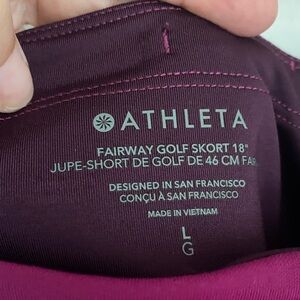 ATHLETA
FAIRWAY GOLF SKORT 18"
JUPE-SHORT DE GOLF DE 46 CM FAR
DESIGNED IN SAN FRANCISCO
CONÇU À SAN FRANCISCO
MADE IN VIETNAM
L
G